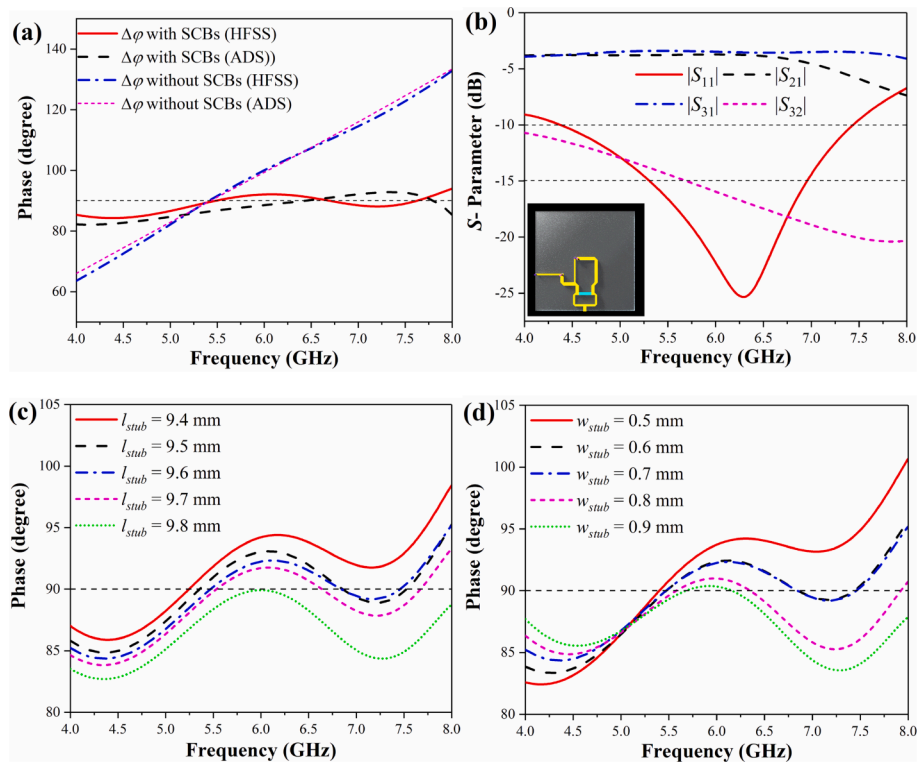 (a)
Δφ with SCBs (HFSS)
Δφ with SCBs (ADS))
Δφ without SCBs (HFSS)
Δφ without SCBs (ADS)
140
120
100
80
60
Phase (degree)
4.0 4.5 5.0 5.5 6.0 6.5 7.0 7.5 8.0
Frequency (GHz)
(b)
0
-5
-10
-15
-20
-25
S- Parameter (dB)
|S11| |S21|
|S31| |S32|
4.0 4.5 5.0 5.5 6.0 6.5 7.0 7.5 8.0
Frequency (GHz)
(c)
105
100
95
90
85
80
Phase (degree)
lstub = 9.4 mm
lstub = 9.5 mm
lstub = 9.6 mm
lstub = 9.7 mm
lstub = 9.8 mm
4.0 4.5 5.0 5.5 6.0 6.5 7.0 7.5 8.0
Frequency (GHz)
(d)
105
100
95
90
85
80
Phase (degree)
wstub = 0.5 mm
wstub = 0.6 mm
wstub = 0.7 mm
wstub = 0.8 mm
wstub = 0.9 mm
4.0 4.5 5.0 5.5 6.0 6.5 7.0 7.5 8.0
Frequency (GHz)